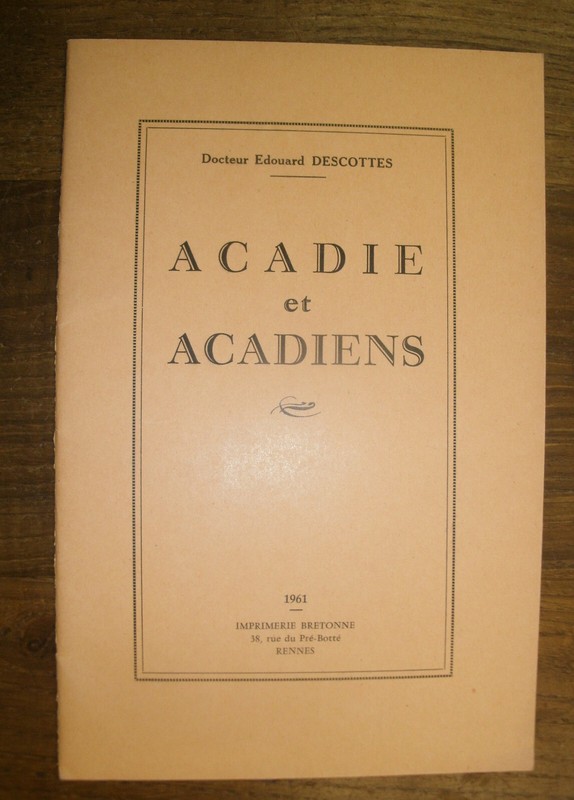 Docteur Edouard DESCOTTES
ACADIE
et
ACADIENS
1961
IMPRIMERIE BRETONNE
38, rue du Pré-Botté
RENNES